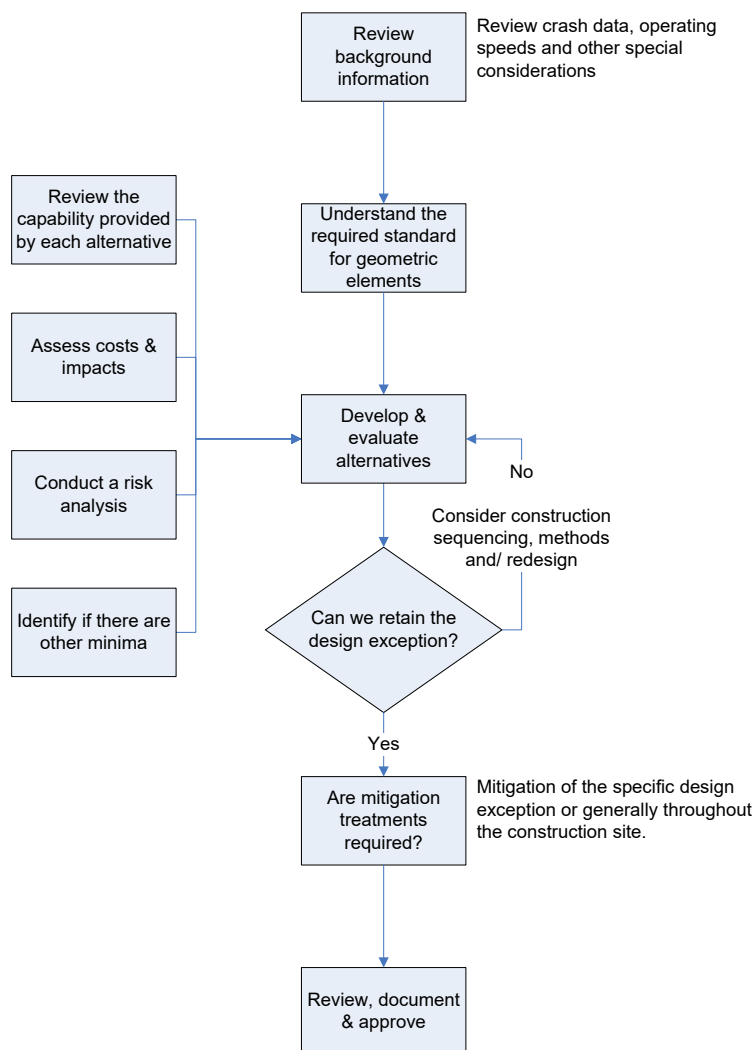 Review
background
information
Review crash data, operating
speeds and other special
considerations
Review the
capability provided
by each alternative
Understand the
required standard
for geometric
elements
Assess costs &
impacts
Develop &
evaluate
alternatives
No
Conduct a risk
analysis
Consider construction
sequencing, methods
and/ redesign
Identify if there are
other minima
Can we retain the
design exception?
Yes
Are mitigation
treatments
required?
Mitigation of the specific design
exception or generally throughout
the construction site.
Review, document
& approve